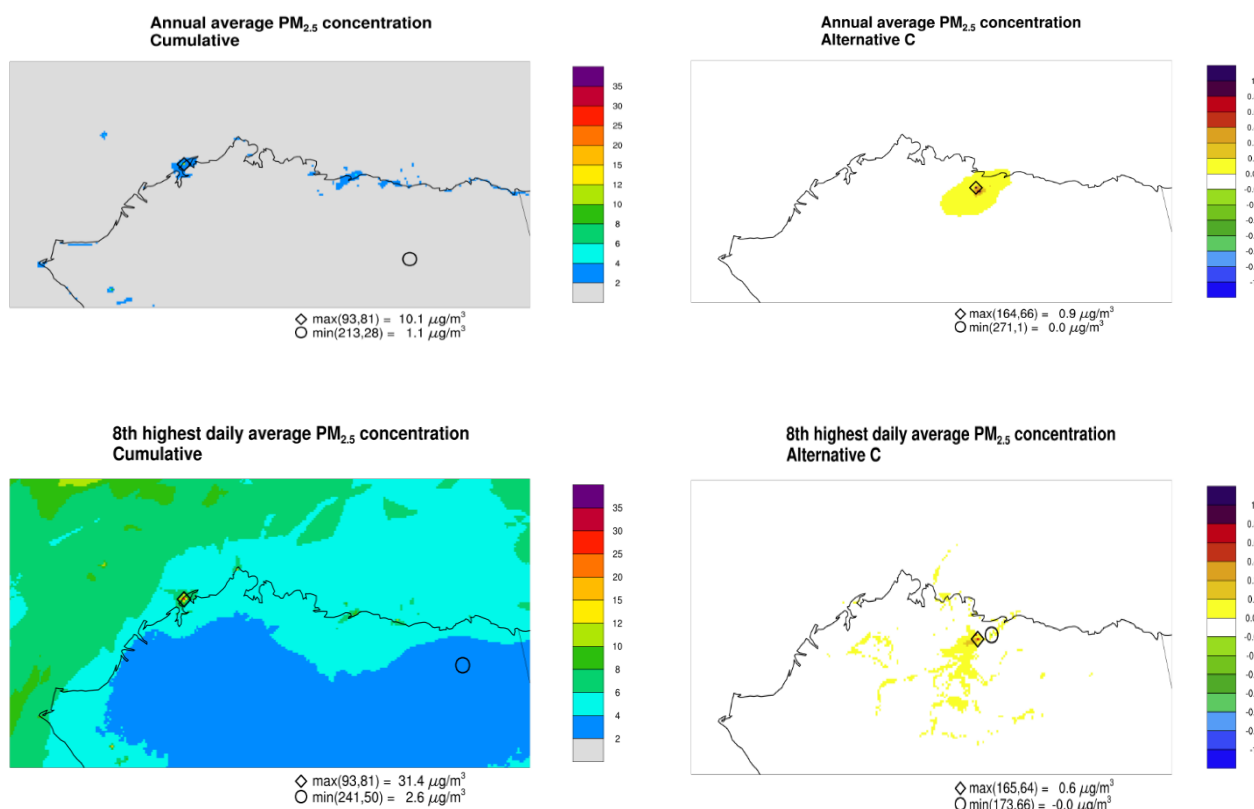 Annual average PM2.5 concentration
Cumulative
35
30
25
20
15
12
10
8
6
4
2
max(93,81) = 10.1 μg/m3
min(213,28) = 1.1 μg/m3
Annual average PM2.5 concentration
Alternative C
max(164,66) = 0.9 μg/m3
min(271,1) = 0.0 μg/m3
8th highest daily average PM2.5 concentration
Cumulative
35
30
25
20
15
12
10
8
6
4
2
max(93,81) = 31.4 μg/m3
min(241,50) = 2.6 μg/m3
8th highest daily average PM2.5 concentration
Alternative C
max(165,64) = 0.6 μg/m3
min(173,66) = -0.0 μg/m3